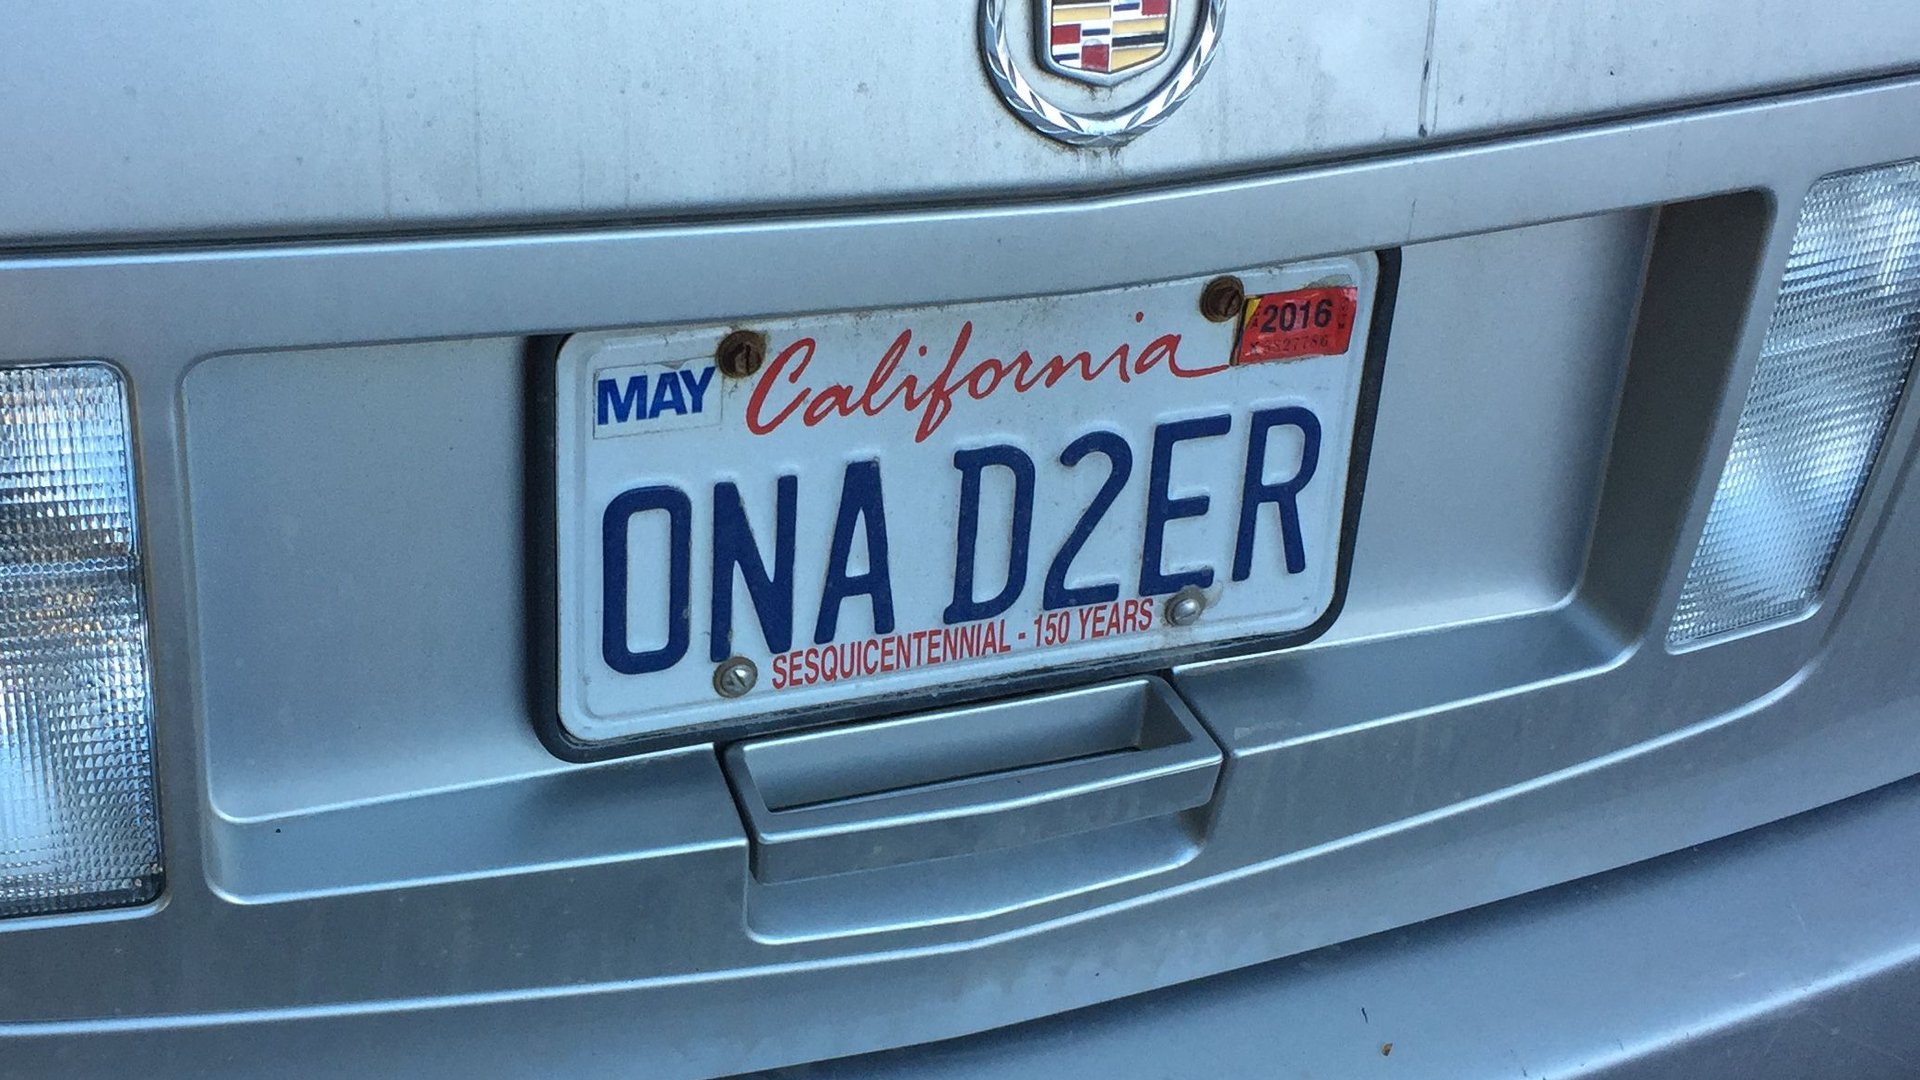 MAY California 2016
ONA D2ER
SESQUICENTENNIAL - 150 YEARS